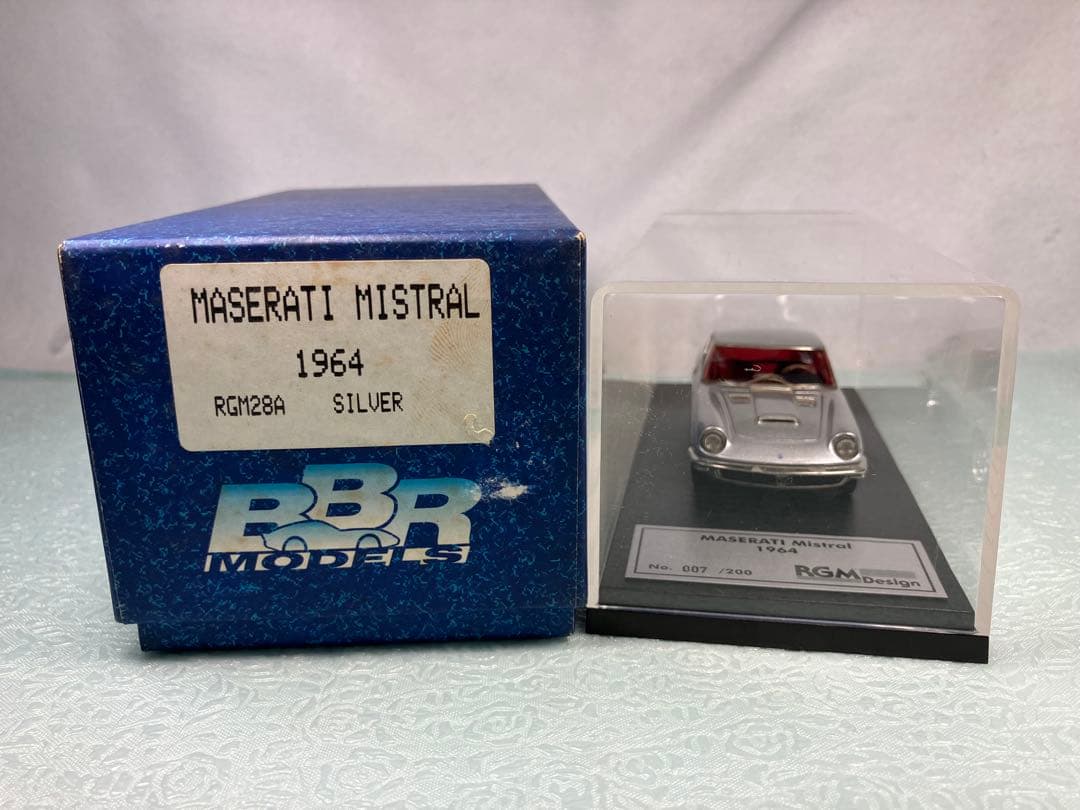 MASERATI MISTRAL
1964
RGM28A SILVER
BBR
MODELS
MASERATI Mistral
1964
No. 007 /200 RGM Design